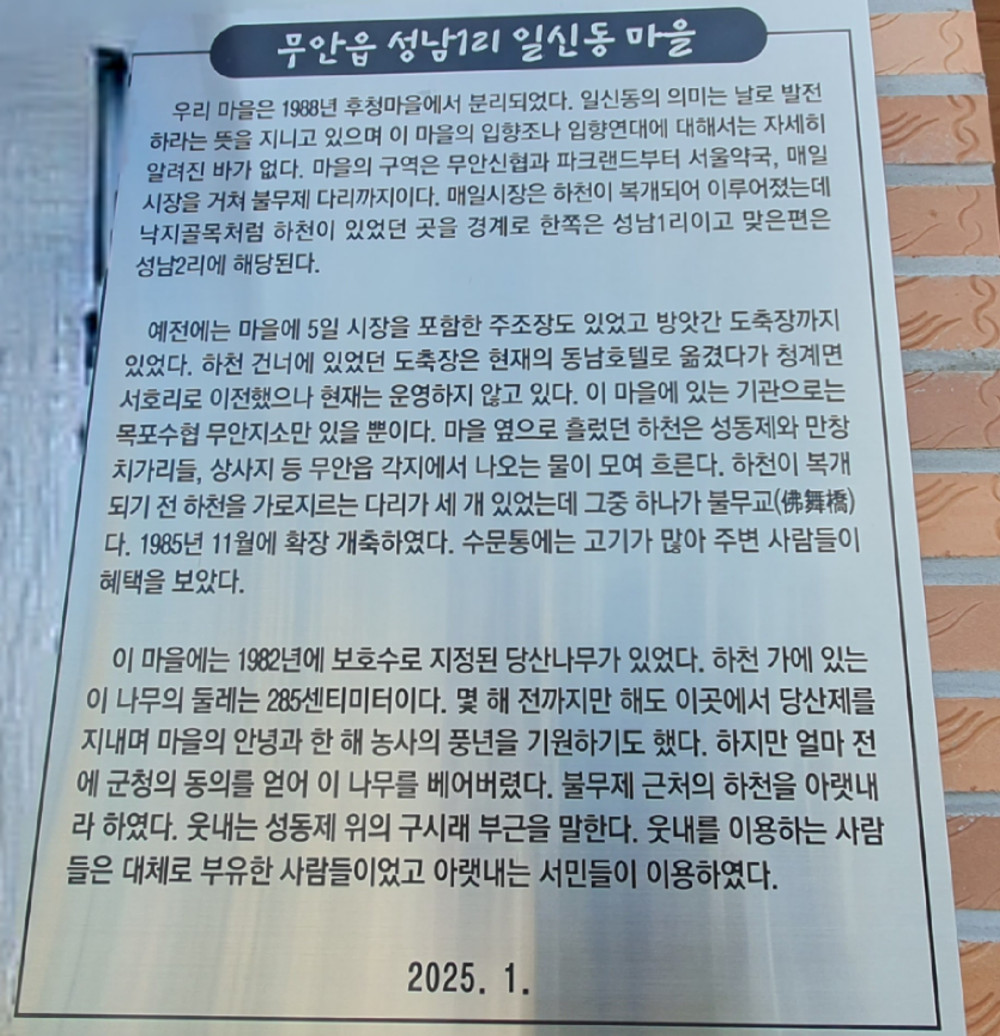 무안읍 성남1리 일신동 마을
우리 마을은 1988년 후청마을에서 분리되었다. 일신동의 의미는 날로 발전
하라는 뜻을 지니고 있으며 이 마을의 입향조나 입향연대에 대해서는 자세히
알려진 바가 없다. 마을의 구역은 무안신협과 파크랜드부터 서울약국, 매일
시장을 거쳐 불무제 다리까지이다. 매일시장은 하천이 복개되어 이루어졌는데
낙지골목처럼 하천이 있었던 곳을 경계로 한쪽은 성남1리이고 맞은편은
성남2리에 해당된다.
예전에는 마을에 5일 시장을 포함한 주조장도 있었고 방앗간 도축장까지
있었다. 하천 건너에 있었던 도축장은 현재의 동남호텔로 옮겼다가 청계면
서호리로 이전했으나 현재는 운영하지 않고 있다. 이 마을에 있는 기관으로는
목포수협 무안지소만 있을 뿐이다. 마을 옆으로 흘렀던 하천은 성동제와 만창
치가리들, 상사지 등 무안읍 각지에서 나오는 물이 모여 흐른다. 하천이 복개
되기 전 하천을 가로지르는 다리가 세 개 있었는데 그중 하나가 불무교(佛舞橋)
다. 1985년 11월에 확장 개축하였다. 수문통에는 고기가 많아 주변 사람들이
혜택을 보았다.
이 마을에는 1982년에 보호수로 지정된 당산나무가 있었다. 하천 가에 있는
이 나무의 둘레는 285센티미터이다. 몇 해 전까지만 해도 이곳에서 당산제를
지내며 마을의 안녕과 한 해 농사의 풍년을 기원하기도 했다. 하지만 얼마 전
에 군청의 동의를 얻어 이 나무를 베어버렸다. 불무제 근처의 하천을 아랫내
라 하였다. 웃내는 성동제 위의 구시래 부근을 말한다. 웃내를 이용하는 사람
들은 대체로 부유한 사람들이었고 아랫내는 서민들이 이용하였다.
2025. 1.